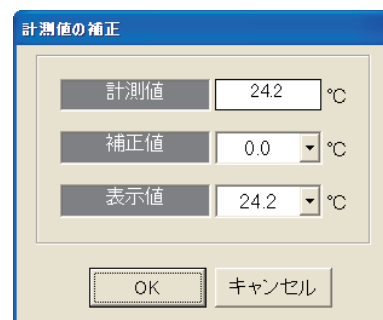 計測値の補正
計測値 24.2 ℃
補正値 0.0 ℃
表示値 24.2 ℃
OK キャンセル